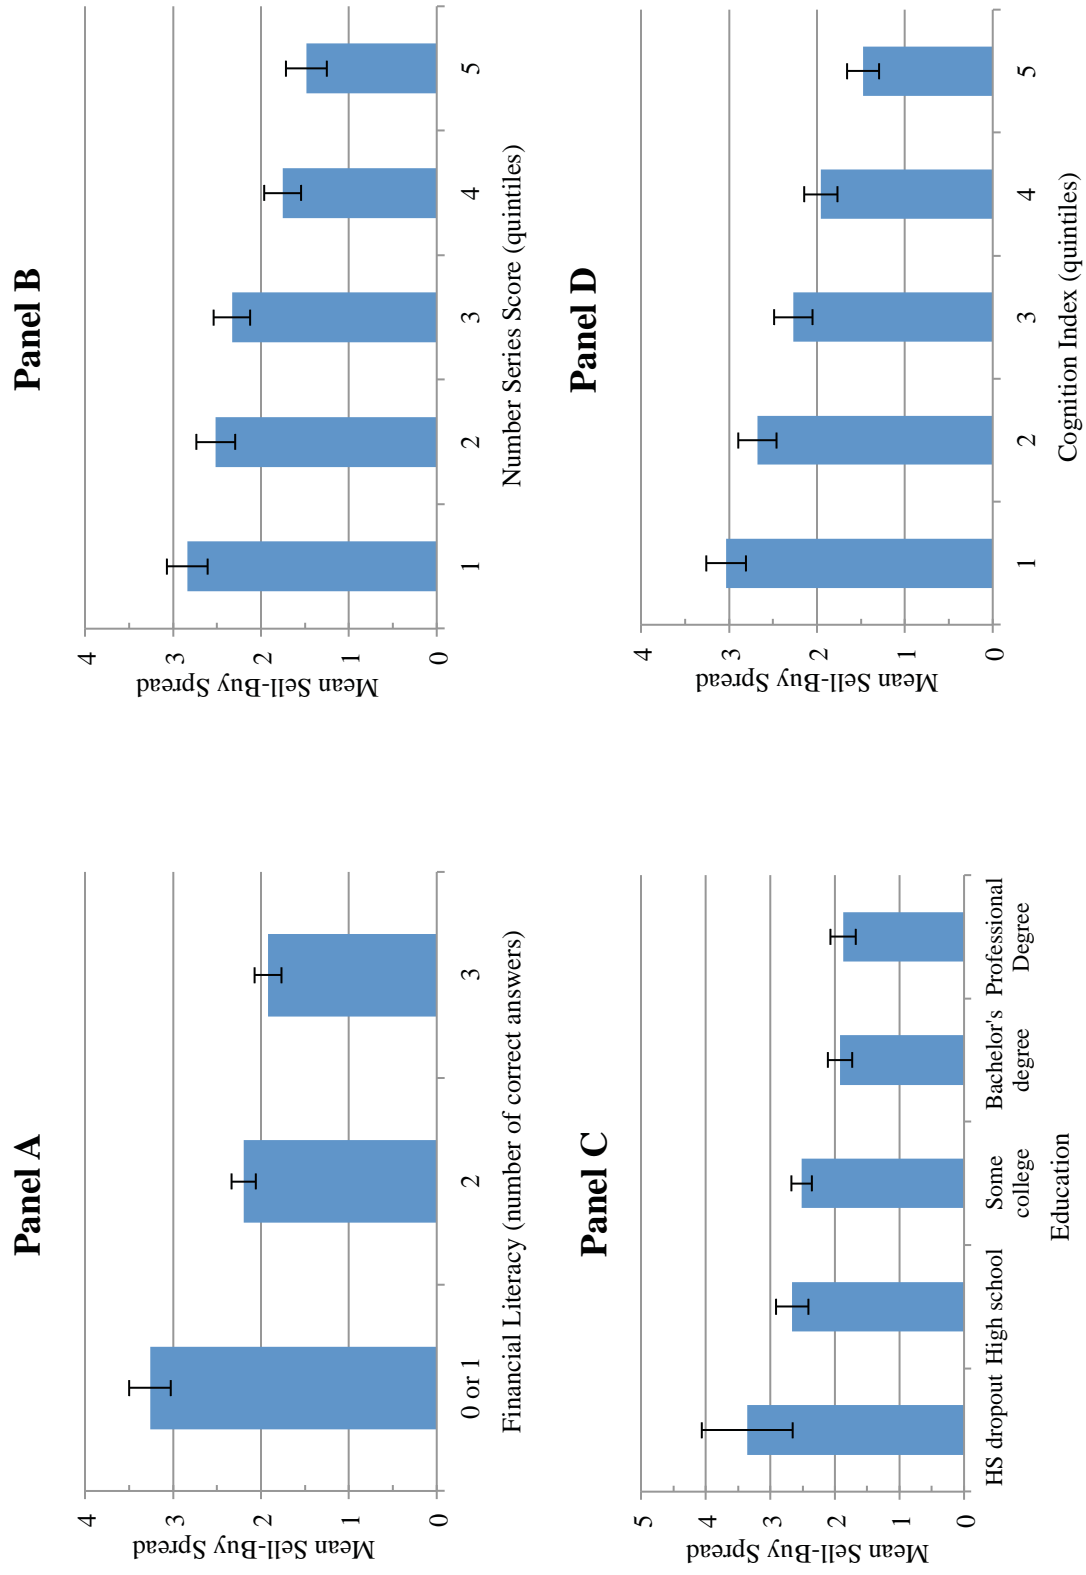 Panel A
Mean Sell-Buy Spread
4
3
2
1
0
0 or 1
2
3
Financial Literacy (number of correct answers)
Panel B
Mean Sell-Buy Spread
4
3
2
1
0
1
2
3
4
5
Number Series Score (quintiles)
Panel C
Mean Sell-Buy Spread
5
4
3
2
1
0
HS dropout
High school
Some
college
Bachelor's
degree
Professional
Degree
Education
Panel D
Mean Sell-Buy Spread
4
3
2
1
0
1
2
3
4
5
Cognition Index (quintiles)